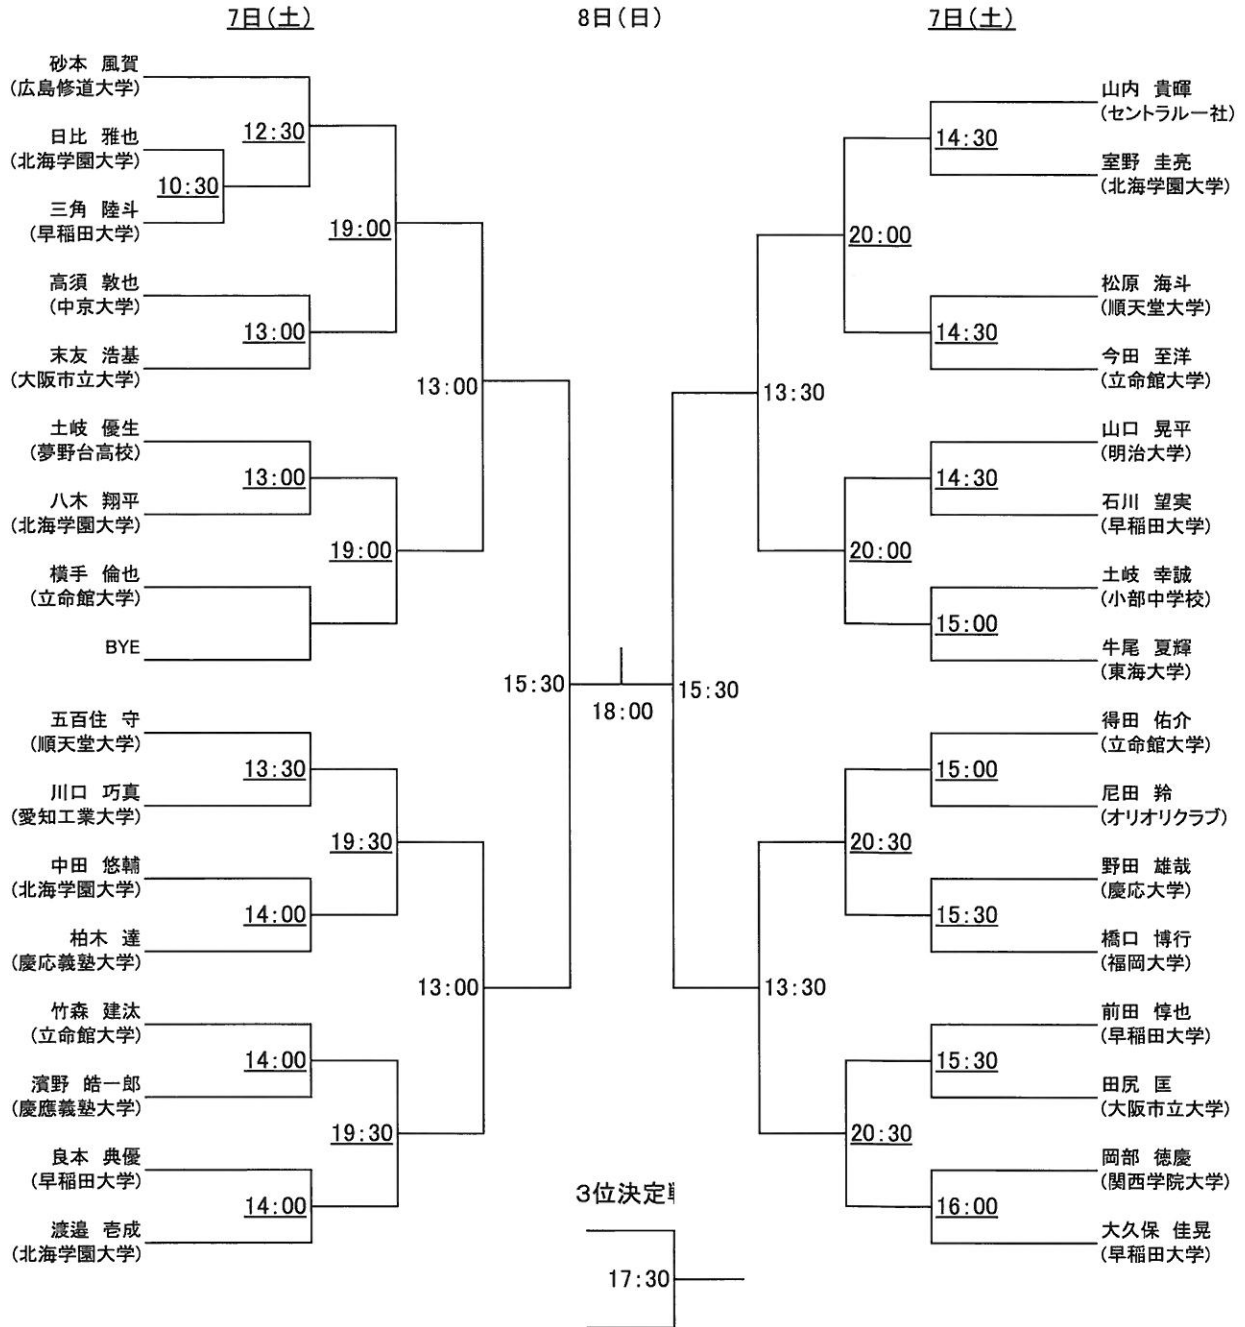 7日(土)
8日(日)
7日(土)
砂本 風賀
(広島修道大学)
12:30
日比 雅也
(北海学園大学)
10:30
三角 陸斗
(早稲田大学)
19:00
高須 敦也
(中京大学)
13:00
末友 浩基
(大阪市立大学)
13:00
土岐 優生
(夢野台高校)
13:00
八木 翔平
(北海学園大学)
19:00
横手 倫也
(立命館大学)
BYE
15:30
五百住 守
(順天堂大学)
13:30
川口 巧真
(愛知工業大学)
19:30
中田 悠輔
(北海学園大学)
14:00
柏木 達
(慶応義塾大学)
13:00
竹森 建汰
(立命館大学)
14:00
濱野 皓一郎
(慶應義塾大学)
19:30
良本 典優
(早稲田大学)
14:00
渡邉 壱成
(北海学園大学)
18:00
3位決定戦
17:30
山内 貴暉
(セントラル一社)
14:30
室野 圭亮
(北海学園大学)
20:00
松原 海斗
(順天堂大学)
14:30
今田 至洋
(立命館大学)
13:30
山口 晃平
(明治大学)
14:30
石川 望実
(早稲田大学)
20:00
土岐 幸誠
(小部中学校)
15:00
牛尾 夏輝
(東海大学)
15:30
得田 佑介
(立命館大学)
15:00
尼田 羚
(オリオリクラブ)
20:30
野田 雄哉
(慶応大学)
15:30
橋口 博行
(福岡大学)
13:30
前田 惇也
(早稲田大学)
15:30
田尻 匡
(大阪市立大学)
20:30
岡部 徳慶
(関西学院大学)
16:00
大久保 佳晃
(早稲田大学)